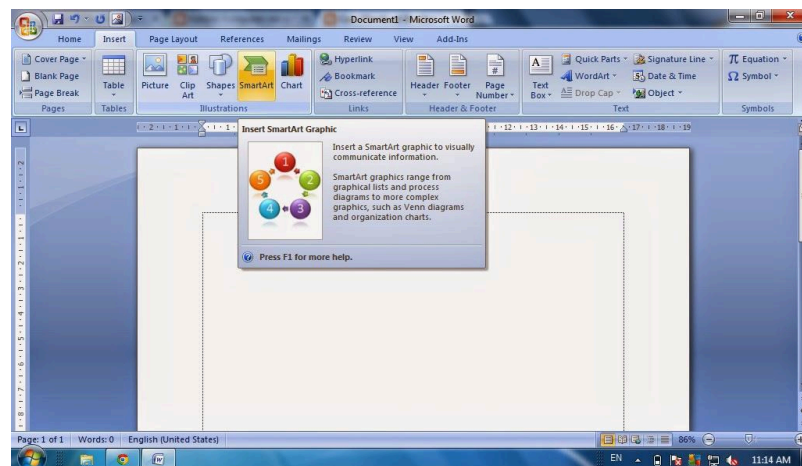 Document1 - Microsoft Word
Home Insert Page Layout References Mailings Review View Add-Ins
Cover Page
Blank Page
Page Break
Pages
Table
Tables
Picture
Clip Art
Shapes
SmartArt
Chart
Illustrations
Hyperlink
Bookmark
Cross-reference
Links
Header
Footer
Page Number
Header & Footer
Text Box
Quick Parts
WordArt
Drop Cap
Signature Line
Date & Time
Object
Text
Equation
Symbol
Symbols
Insert SmartArt Graphic
Insert a SmartArt graphic to visually
communicate information.
SmartArt graphics range from
graphical lists and process
diagrams to more complex
graphics, such as Venn diagrams
and organization charts.
1
2
3
4
5
Press F1 for more help.
Page: 1 of 1 Words: 0 English (United States) 86%
EN 11:14 AM